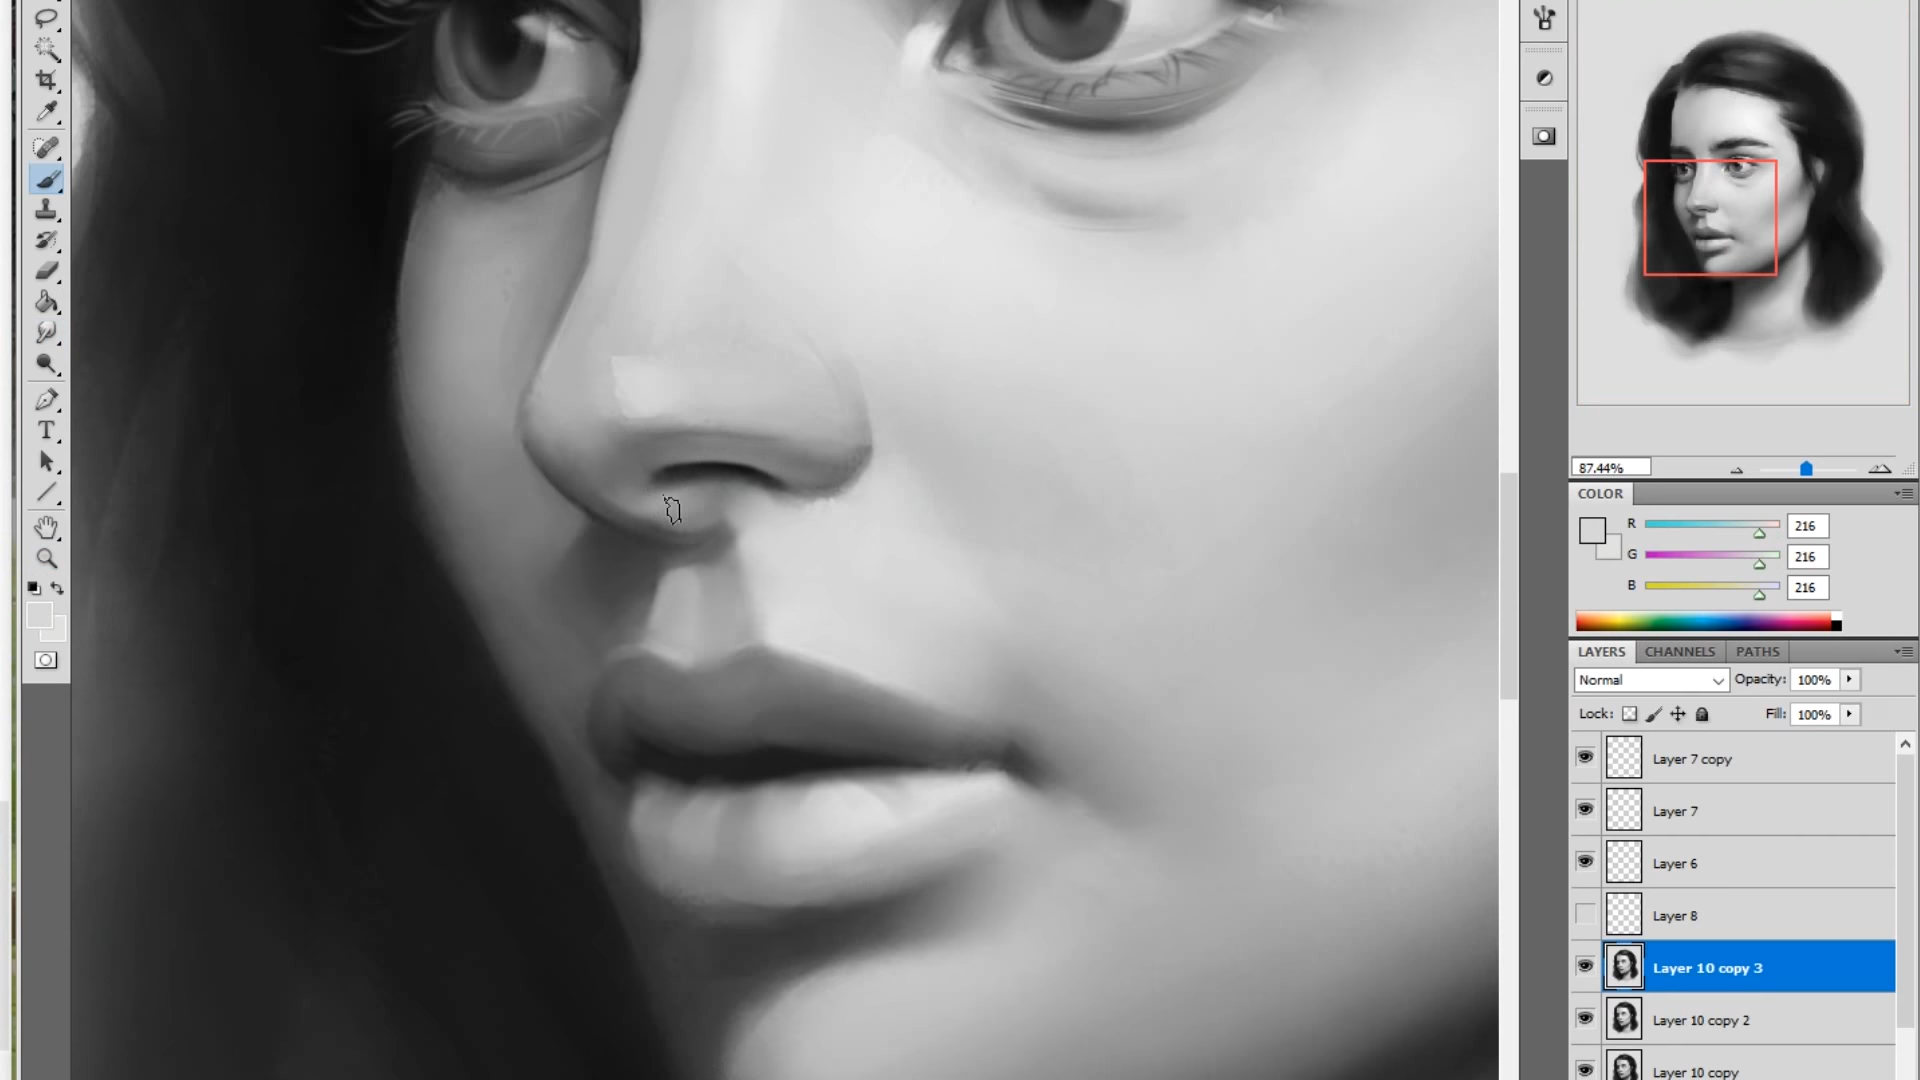 T
87.44%
COLOR
R 216
G 216
B 216
LAYERS CHANNELS PATHS
Normal Opacity: 100%
Lock: Fill: 100%
Layer 7 copy
Layer 7
Layer 6
Layer 8
Layer 10 copy 3
Layer 10 copy 2
Layer 10 copy